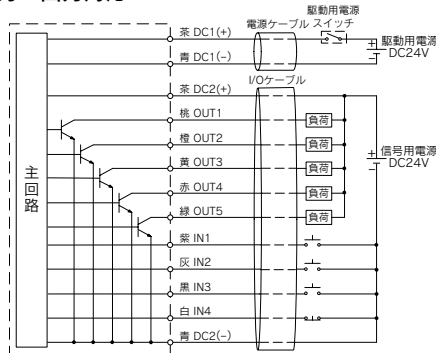 駆動用電源
スイッチ
電源ケーブル
茶 DC1(+)
駆動用電源
DC24V
青 DC1(-)
I/Oケーブル
茶 DC2(+)
桃 OUT1
負荷
橙 OUT2
負荷
信号用電源
DC24V
黄 OUT3
負荷
赤 OUT4
負荷
緑 OUT5
負荷
主回路
紫 IN1
灰 IN2
黒 IN3
白 IN4
青 DC2(-)